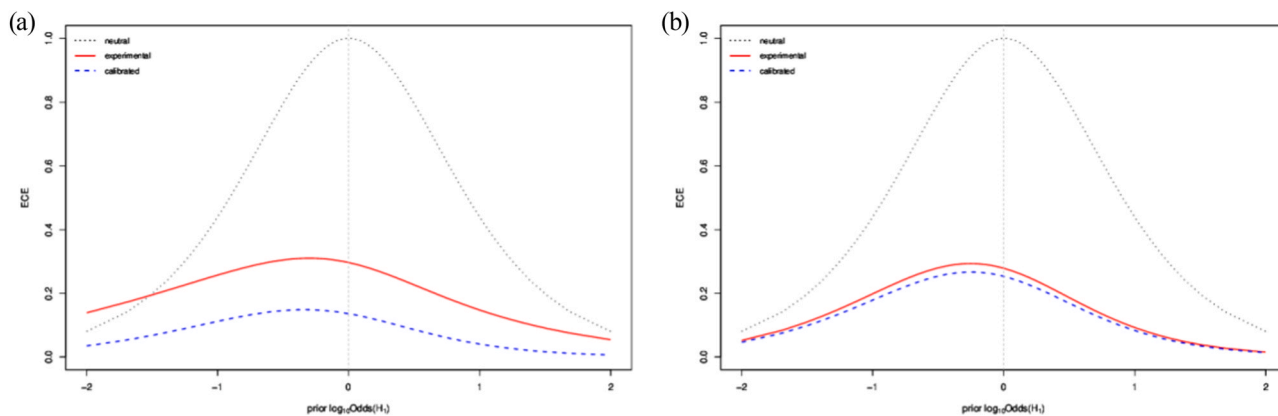 (a)
neutral
experimental
calibrated
1.0
0.8
0.6
0.4
0.2
0.0
ECE
-2
-1
0
1
2
prior log₁₀Odds(H₁)
(b)
neutral
experimental
calibrated
1.0
0.8
0.6
0.4
0.2
0.0
ECE
-2
-1
0
1
2
prior log₁₀Odds(H₁)